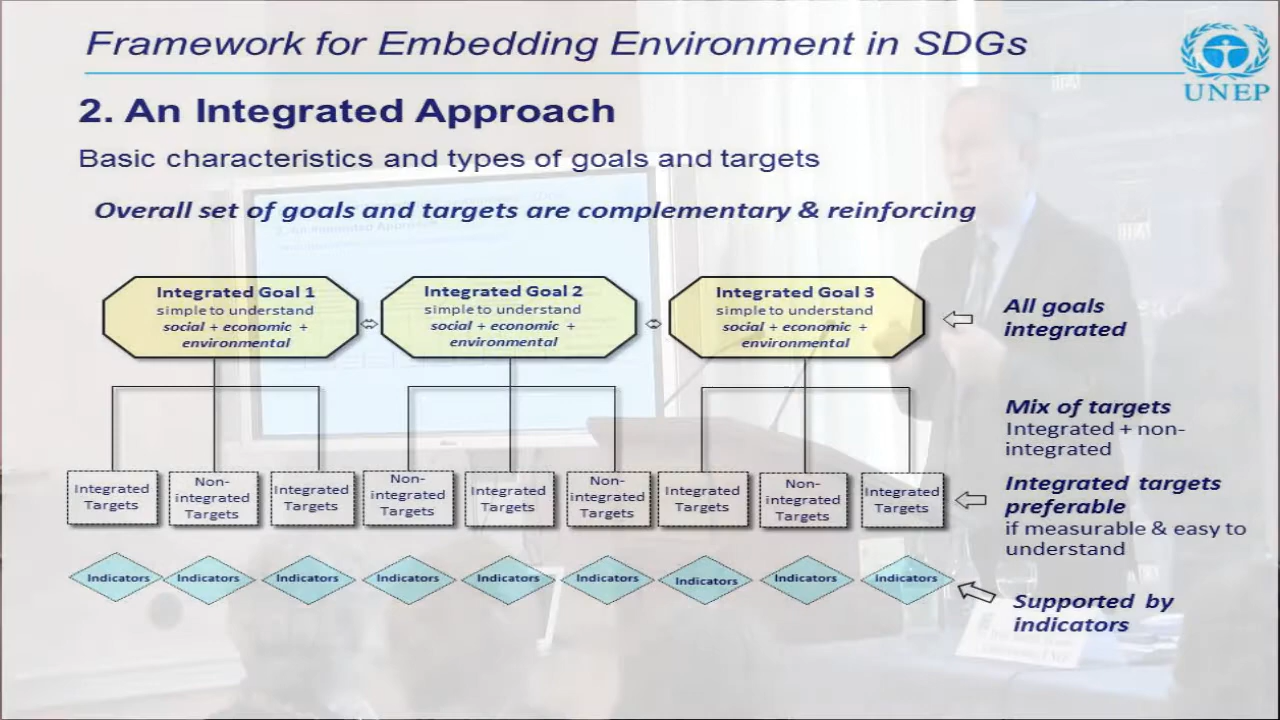 Framework for Embedding Environment in SDGs
UNEP
2. An Integrated Approach
Basic characteristics and types of goals and targets
Overall set of goals and targets are complementary & reinforcing
Integrated Goal 1
simple to understand
social + economic +
environmental
Integrated Goal 2
simple to understand
social + economic +
environmental
Integrated Goal 3
simple to understand
social + economic +
environmental
All goals
integrated
Mix of targets
Integrated + non-
integrated
Integrated
Targets
Non-
integrated
Targets
Integrated
Targets
Non-
integrated
Targets
Integrated
Targets
Non-
integrated
Targets
Integrated
Targets
Non-
integrated
Targets
Integrated
Targets
Integrated targets
preferable
if measurable & easy to
understand
Indicators
Indicators
Indicators
Indicators
Indicators
Indicators
Indicators
Indicators
Indicators
Supported by
indicators